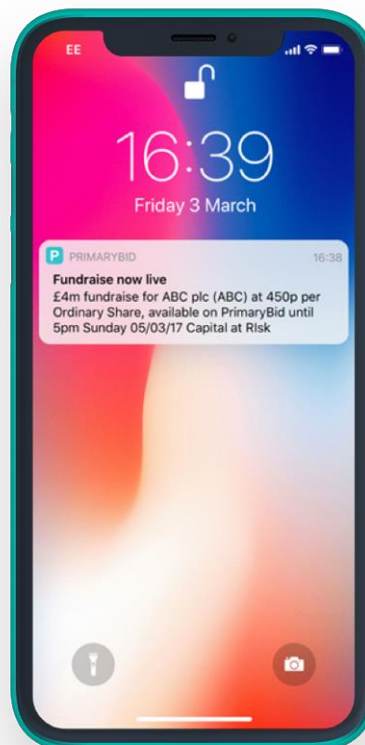 EE
16:39
Friday 3 March
P PRIMARYBID 16:38
Fundraise now live
£4m fundraise for ABC plc (ABC) at 450p per
Ordinary Share, available on PrimaryBid until
5pm Sunday 05/03/17 Capital at RIsk